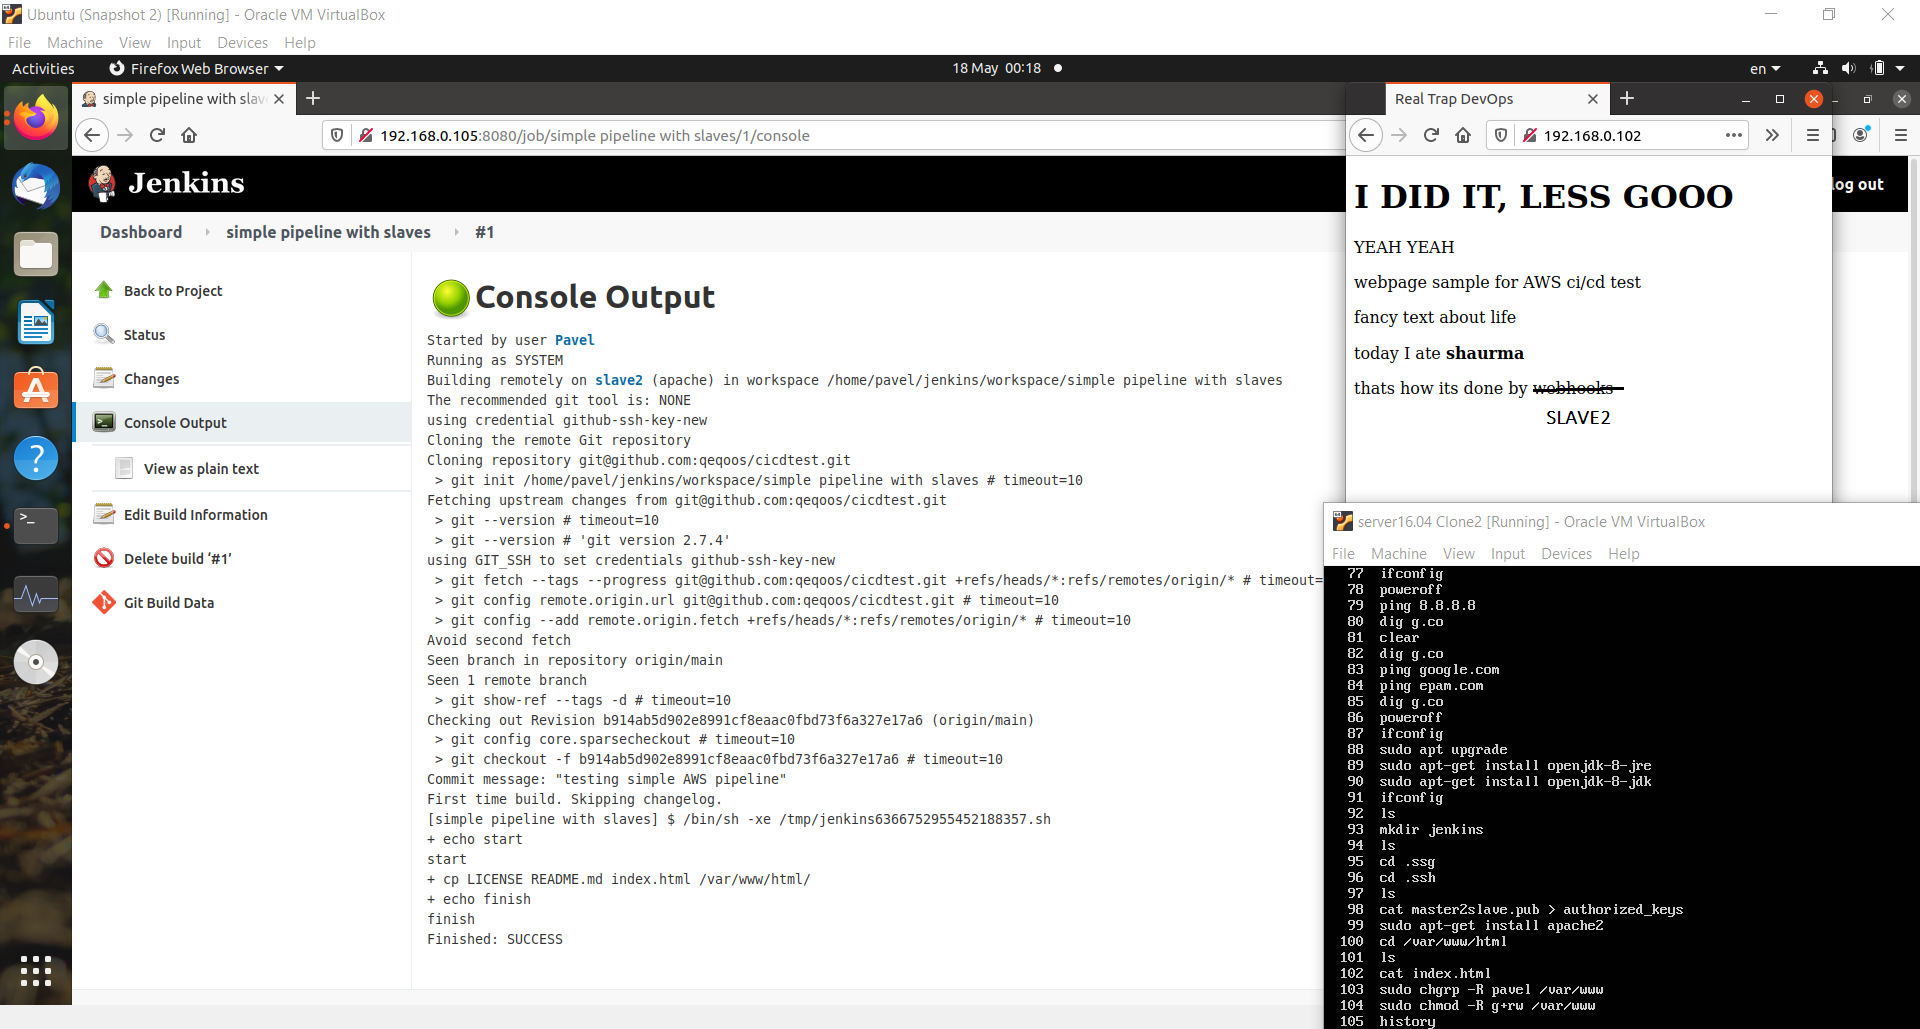 Ubuntu (Snapshot 2) [Running] - Oracle VM VirtualBox
File Machine View Input Devices Help
Activities Firefox Web Browser 18 May 00:18 en
simple pipeline with slav
192.168.0.105:8080/job/simple pipeline with slaves/1/console
Jenkins
log out
Dashboard simple pipeline with slaves #1
Back to Project
Status
Changes
Console Output
View as plain text
Edit Build Information
Delete build ‘#1’
Git Build Data
Console Output
Started by user Pavel
Running as SYSTEM
Building remotely on slave2 (apache) in workspace /home/pavel/jenkins/workspace/simple pipeline with slaves
The recommended git tool is: NONE
using credential github-ssh-key-new
Cloning the remote Git repository
Cloning repository git@github.com:qeqoos/cicdtest.git
> git init /home/pavel/jenkins/workspace/simple pipeline with slaves # timeout=10
Fetching upstream changes from git@github.com:qeqoos/cicdtest.git
> git --version # timeout=10
> git --version # 'git version 2.7.4'
using GIT_SSH to set credentials github-ssh-key-new
> git fetch --tags --progress git@github.com:qeqoos/cicdtest.git +refs/heads/*:refs/remotes/origin/* # timeout=
> git config remote.origin.url git@github.com:qeqoos/cicdtest.git # timeout=10
> git config --add remote.origin.fetch +refs/heads/*:refs/remotes/origin/* # timeout=10
Avoid second fetch
Seen branch in repository origin/main
Seen 1 remote branch
> git show-ref --tags -d # timeout=10
Checking out Revision b914ab5d902e8991cf8eaac0fbd73f6a327e17a6 (origin/main)
> git config core.sparsecheckout # timeout=10
> git checkout -f b914ab5d902e8991cf8eaac0fbd73f6a327e17a6 # timeout=10
Commit message: "testing simple AWS pipeline"
First time build. Skipping changelog.
[simple pipeline with slaves] $ /bin/sh -xe /tmp/jenkins6366752955452188357.sh
+ echo start
start
+ cp LICENSE README.md index.html /var/www/html/
+ echo finish
finish
Finished: SUCCESS
Real Trap DevOps
192.168.0.102
I DID IT, LESS GOOO
YEAH YEAH
webpage sample for AWS ci/cd test
fancy text about life
today I ate shaurma
thats how its done by webhooks
SLAVE2
server16.04 Clone2 [Running] - Oracle VM VirtualBox
File Machine View Input Devices Help
77 ifconfig
78 poweroff
79 ping 8.8.8.8
80 dig g.co
81 clear
82 dig g.co
83 ping google.com
84 ping epam.com
85 dig g.co
86 poweroff
87 ifconfig
88 sudo apt upgrade
89 sudo apt-get install openjdk-8-jre
90 sudo apt-get install openjdk-8-jdk
91 ifconfig
92 ls
93 mkdir jenkins
94 ls
95 cd .ssg
96 cd .ssh
97 ls
98 cat master2slave.pub > authorized_keys
99 sudo apt-get install apache2
100 cd /var/www/html
101 ls
102 cat index.html
103 sudo chgrp -R pavel /var/www
104 sudo chmod -R g+rw /var/www
105 history